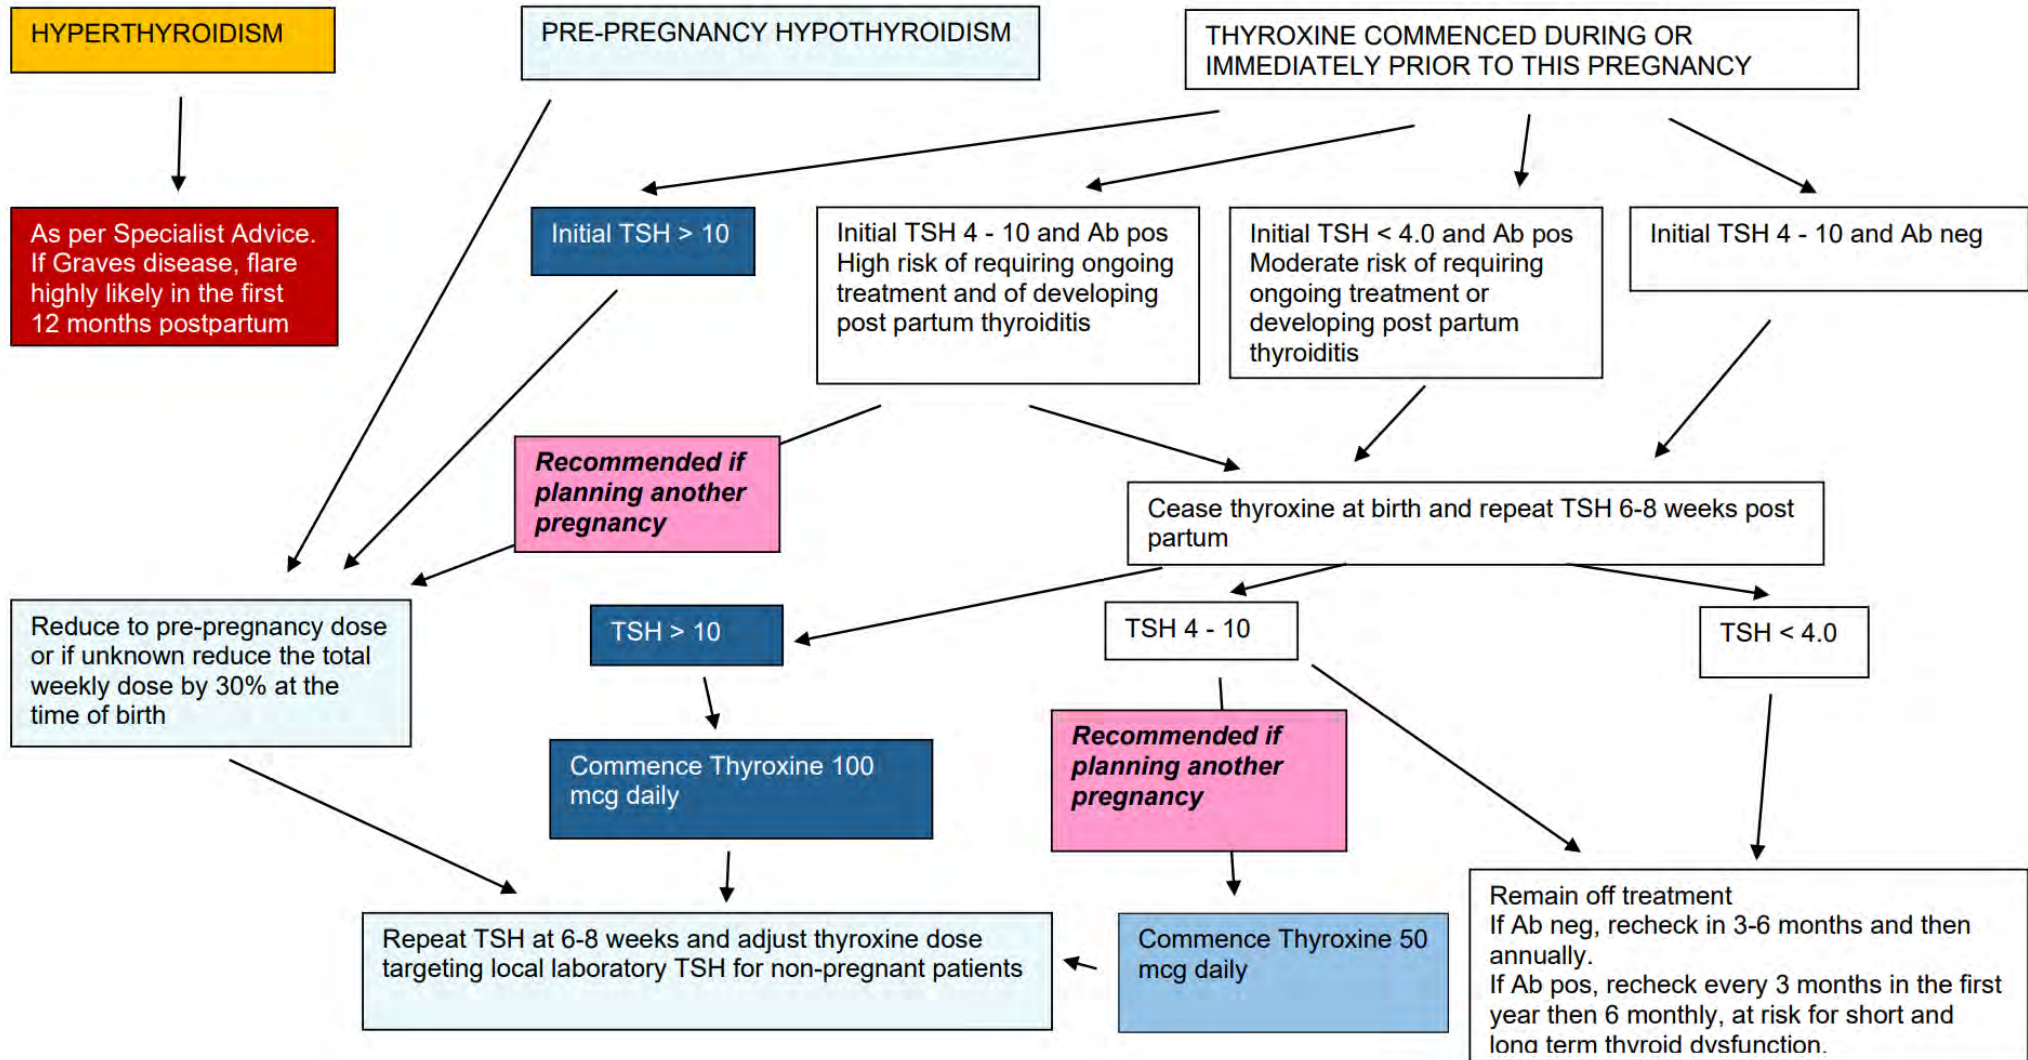 HYPERTHYROIDISM
PRE-PREGNANCY HYPOTHYROIDISM
THYROXINE COMMENCED DURING OR
IMMEDIATELY PRIOR TO THIS PREGNANCY
As per Specialist Advice.
If Graves disease, flare
highly likely in the first
12 months postpartum
Initial TSH > 10
Initial TSH 4 - 10 and Ab pos
High risk of requiring ongoing
treatment and of developing
post partum thyroiditis
Initial TSH < 4.0 and Ab pos
Moderate risk of requiring
ongoing treatment or
developing post partum
thyroiditis
Initial TSH 4 - 10 and Ab neg
Recommended if
planning another
pregnancy
Cease thyroxine at birth and repeat TSH 6-8 weeks post
partum
Reduce to pre-pregnancy dose
or if unknown reduce the total
weekly dose by 30% at the
time of birth
TSH > 10
TSH 4 - 10
TSH < 4.0
Commence Thyroxine 100
mcg daily
Recommended if
planning another
pregnancy
Repeat TSH at 6-8 weeks and adjust thyroxine dose
targeting local laboratory TSH for non-pregnant patients
Commence Thyroxine 50
mcg daily
Remain off treatment
If Ab neg, recheck in 3-6 months and then
annually.
If Ab pos, recheck every 3 months in the first
year then 6 monthly, at risk for short and
long term thyroid dysfunction.